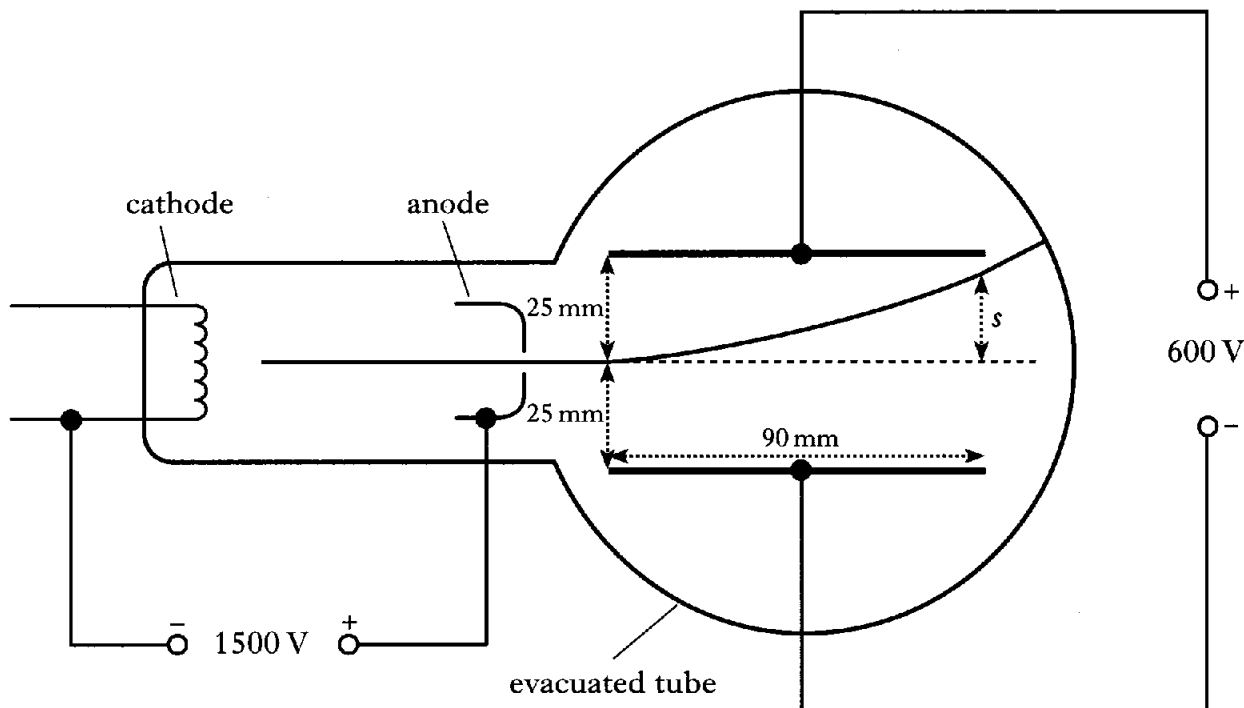 cathode
anode
25 mm
s
+
600 V
25 mm
90 mm
−
− 1500 V +
evacuated tube